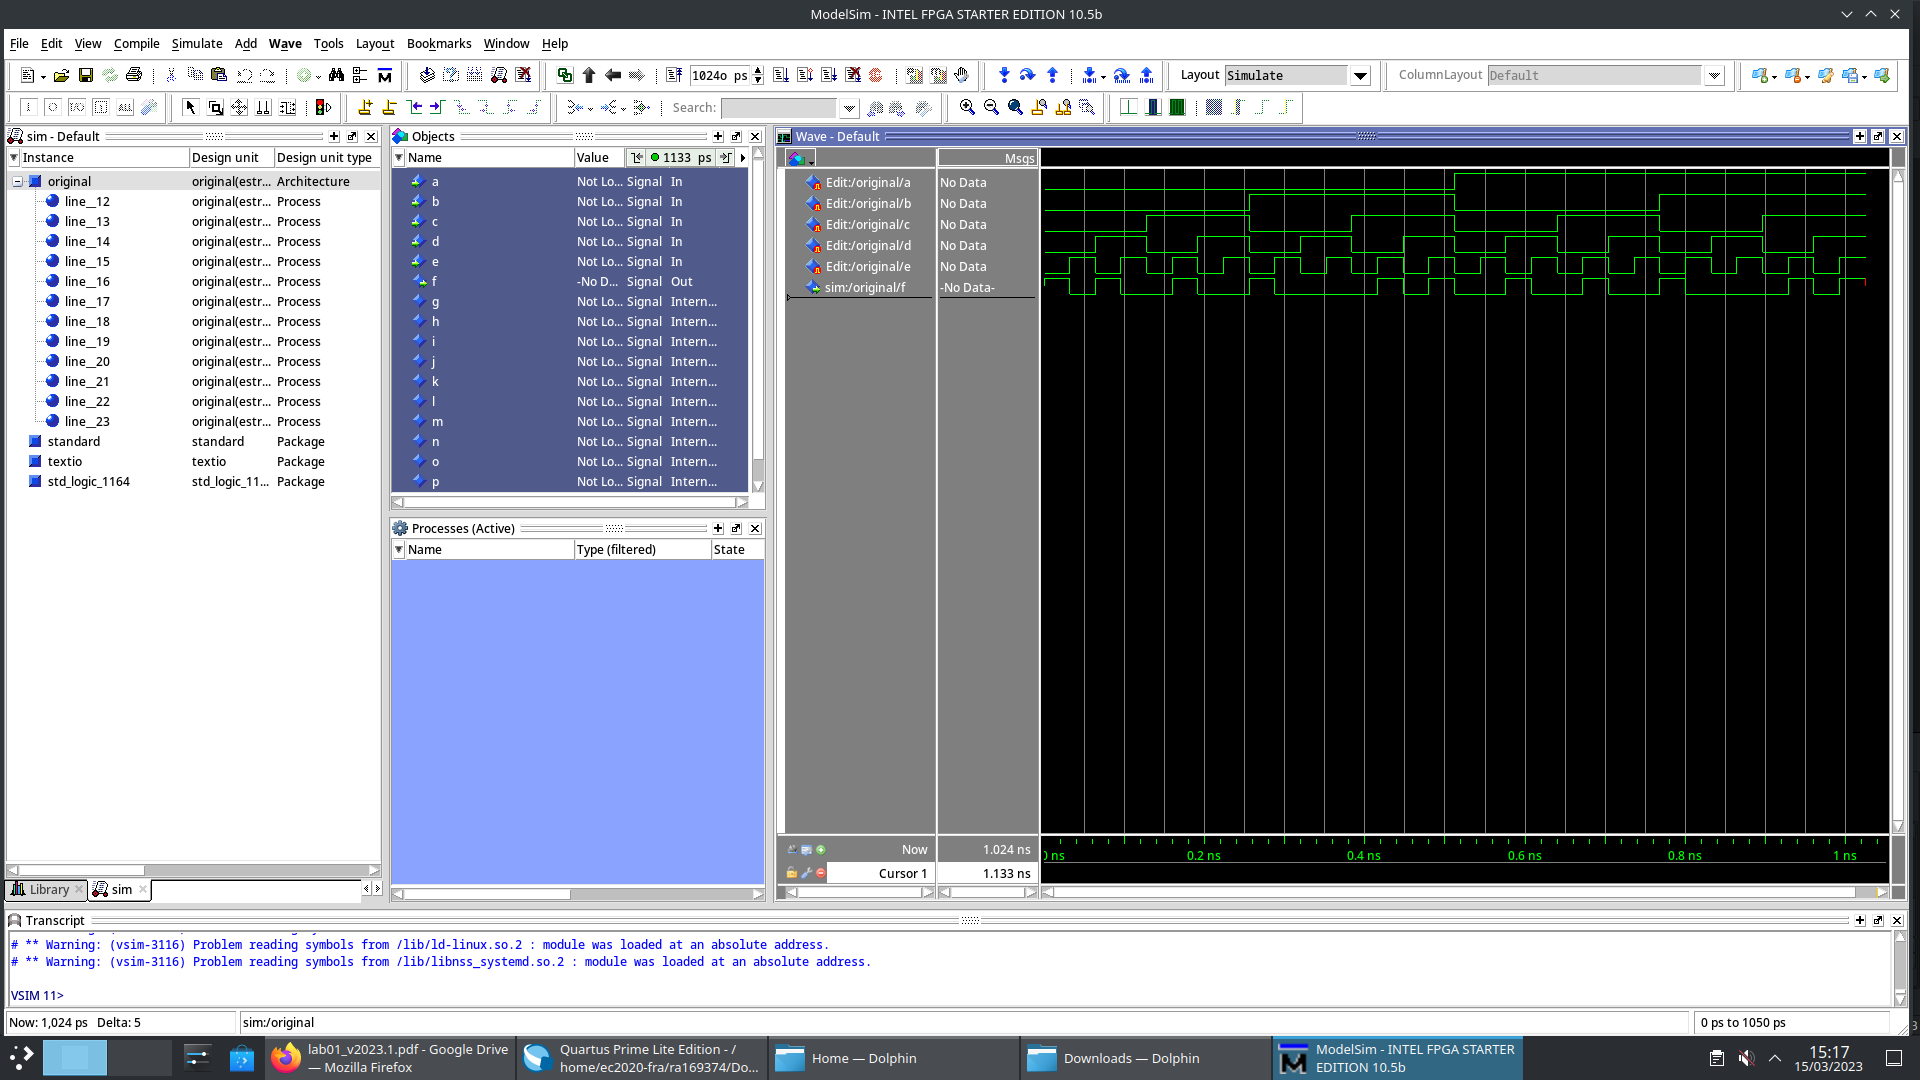 ModelSim - INTEL FPGA STARTER EDITION 10.5b
File Edit View Compile Simulate Add Wave Tools Layout Bookmarks Window Help
1024o ps
Layout Simulate
ColumnLayout Default
Search:
sim - Default
Instance Design unit Design unit type
original original(estr... Architecture
line__12 original(estr... Process
line__13 original(estr... Process
line__14 original(estr... Process
line__15 original(estr... Process
line__16 original(estr... Process
line__17 original(estr... Process
line__18 original(estr... Process
line__19 original(estr... Process
line__20 original(estr... Process
line__21 original(estr... Process
line__22 original(estr... Process
line__23 original(estr... Process
standard standard Package
textio textio Package
std_logic_1164 std_logic_11... Package
Library sim
Objects
Name Value 1133 ps
a Not Lo... Signal In
b Not Lo... Signal In
c Not Lo... Signal In
d Not Lo... Signal In
e Not Lo... Signal In
f -No D... Signal Out
g Not Lo... Signal Intern...
h Not Lo... Signal Intern...
i Not Lo... Signal Intern...
j Not Lo... Signal Intern...
k Not Lo... Signal Intern...
l Not Lo... Signal Intern...
m Not Lo... Signal Intern...
n Not Lo... Signal Intern...
o Not Lo... Signal Intern...
p Not Lo... Signal Intern...
Processes (Active)
Name Type (filtered) State
Wave - Default
Msgs
Edit:/original/a No Data
Edit:/original/b No Data
Edit:/original/c No Data
Edit:/original/d No Data
Edit:/original/e No Data
sim:/original/f -No Data-
Now 1.024 ns
Cursor 1 1.133 ns
0 ns 0.2 ns 0.4 ns 0.6 ns 0.8 ns 1 ns
Transcript
# ** Warning: (vsim-3116) Problem reading symbols from /lib/ld-linux.so.2 : module was loaded at an absolute address.
# ** Warning: (vsim-3116) Problem reading symbols from /lib/libnss_systemd.so.2 : module was loaded at an absolute address.
VSIM 11>
Now: 1,024 ps Delta: 5
sim:/original
0 ps to 1050 ps
lab01_v2023.1.pdf - Google Drive
— Mozilla Firefox
Quartus Prime Lite Edition - /
home/ec2020-fra/ra169374/Do...
Home — Dolphin
Downloads — Dolphin
ModelSim - INTEL FPGA STARTER
EDITION 10.5b
15:17
15/03/2023